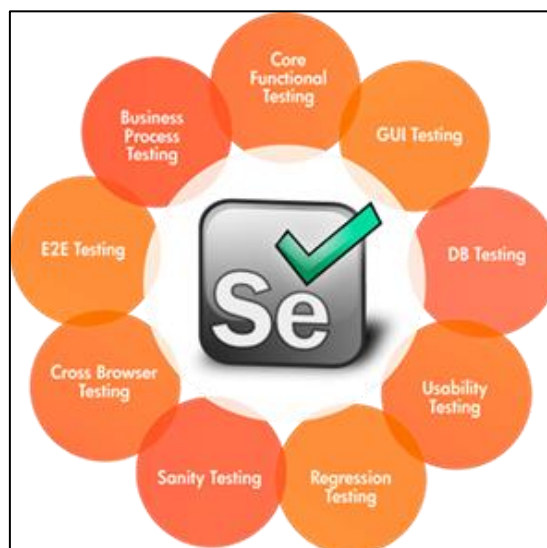 Core
Functional
Testing
GUI Testing
DB Testing
Usability
Testing
Regression
Testing
Sanity Testing
Cross Browser
Testing
E2E Testing
Business
Process
Testing
Se